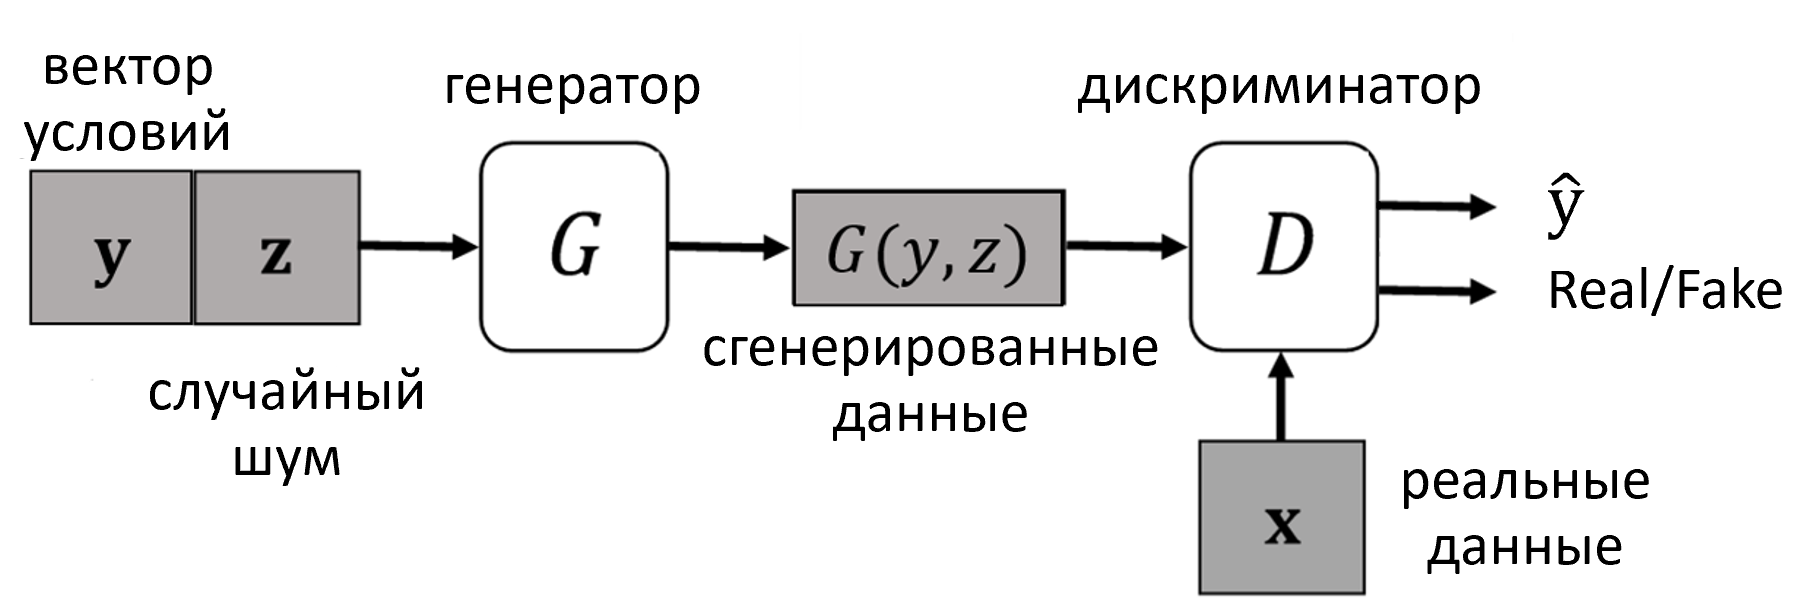 вектор
условий
генератор
дискриминатор
y
z
G
G(y, z)
D
ŷ
Real/Fake
случайный
шум
сгенерированные
данные
x
реальные
данные